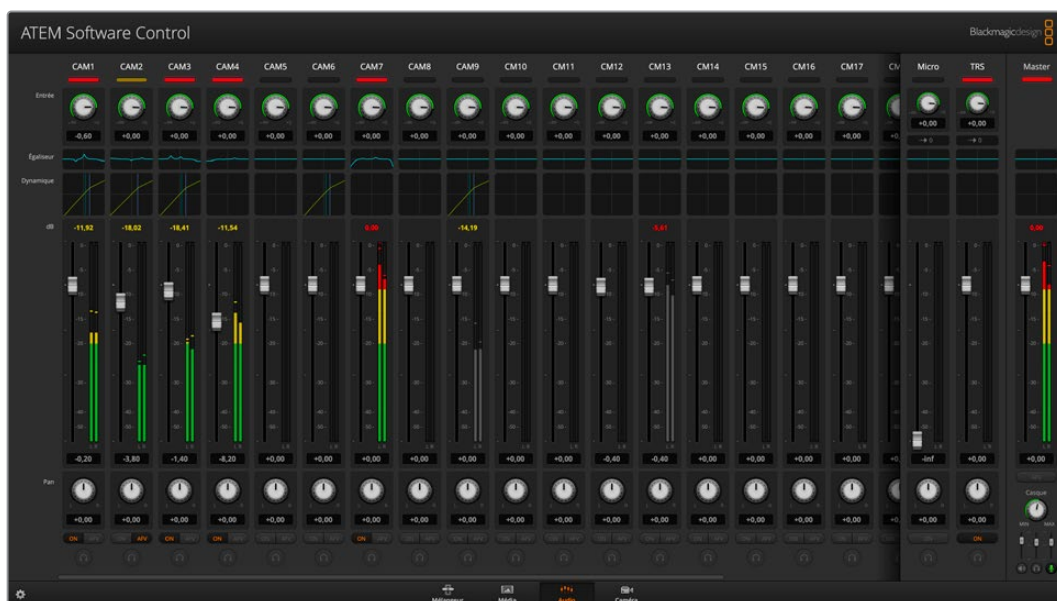 ATEM Software Control
Blackmagicdesign
CAM1 CAM2 CAM3 CAM4 CAM5 CAM6 CAM7 CAM8 CAM9 CM10 CM11 CM12 CM13 CM14 CM15 CM16 CM17 CM Micro TRS Master
Entrée
-0,60 +0,00 +0,00 +0,00 +0,00 +0,00 +0,00 +0,00 +0,00 +0,00 +0,00 +0,00 +0,00 +0,00 +0,00 +0,00 +0,00 +0,00 +0,00
Égaliseur
Dynamique
dB
-11,92 -18,02 -18,41 -11,54 0,00 -14,19 -5,61 0,00
-0,20 -3,80 -1,40 -8,20 +0,00 +0,00 +0,00 +0,00 +0,00 +0,00 +0,00 -0,40 -0,40 +0,00 +0,00 +0,00 +0,00 -inf +0,00 +0,00
Pan
+0,00 +0,00 +0,00 +0,00 +0,00 +0,00 +0,00 +0,00 +0,00 +0,00 +0,00 +0,00 +0,00 +0,00 +0,00 +0,00 +0,00 +0,00 +0,00
Casque
MIN MAX
ON AFV ON ON ON ON
Mélangeur Média Audio Caméra